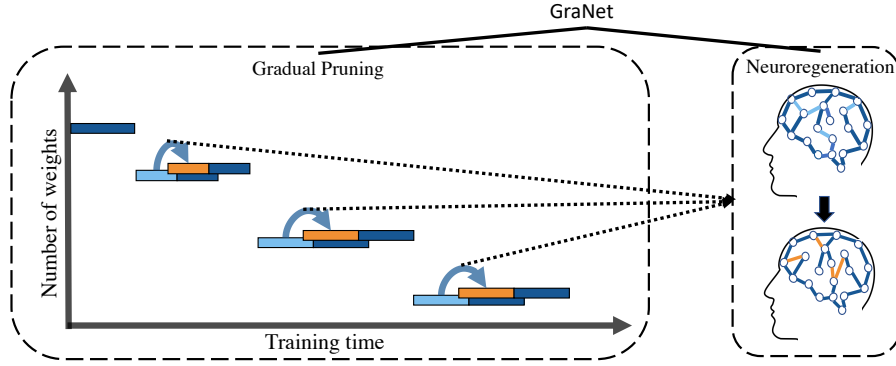 GraNet
Gradual Pruning
Neuroregeneration
Number of weights
Training time